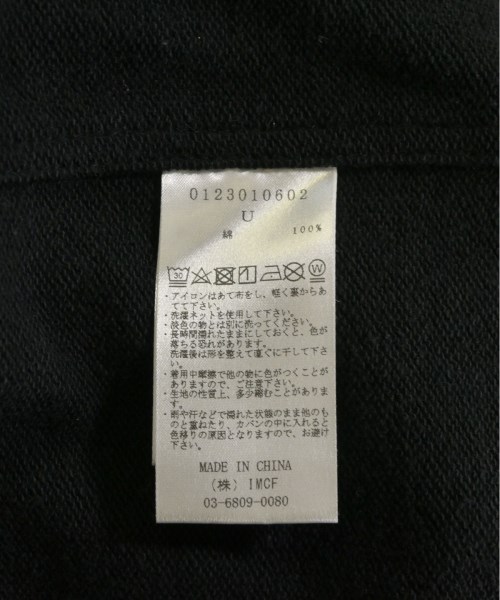 0123010602
U
綿 100%
30 W
・アイロンはあて布をし、軽く裏からあ
てて下さい。
・洗濯ネットを使用して下さい。
・淡色の物とは別に洗ってください。
・長時間濡れたままにしておくと、色が
落ちる恐れがあります。
洗濯後は形を整えて直ぐに干して下さ
い。
・着用中摩擦で他の物に色がつくことが
ありますので、ご注意下さい。
・生地の性質上、多少縮むことがありま
す。
・雨や汗などで濡れた状態のまま他のも
のと重ねたり、カバンの中に入れると
色移りの原因となりますので、お避け
下さい。
MADE IN CHINA
(株) IMCF
03-6809-0080